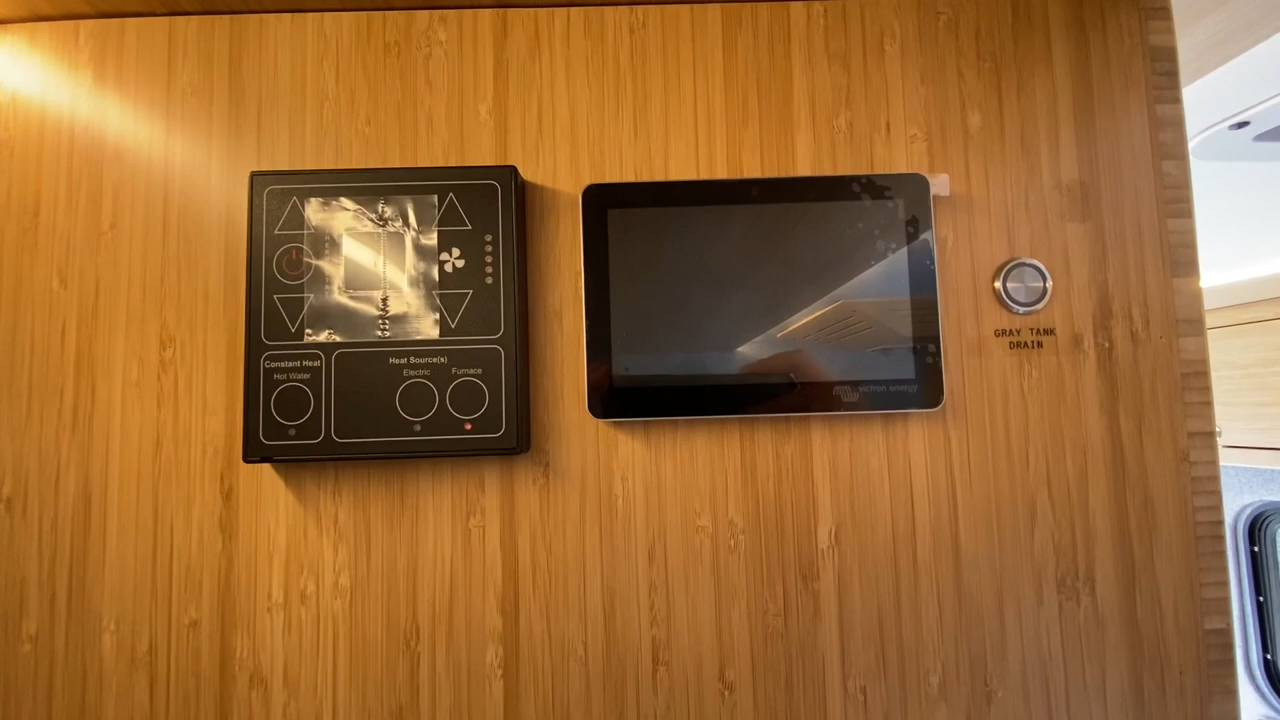 Constant Heat
Hot Water
Heat Source(s)
Electric
Furnace
victron energy
GRAY TANK
DRAIN